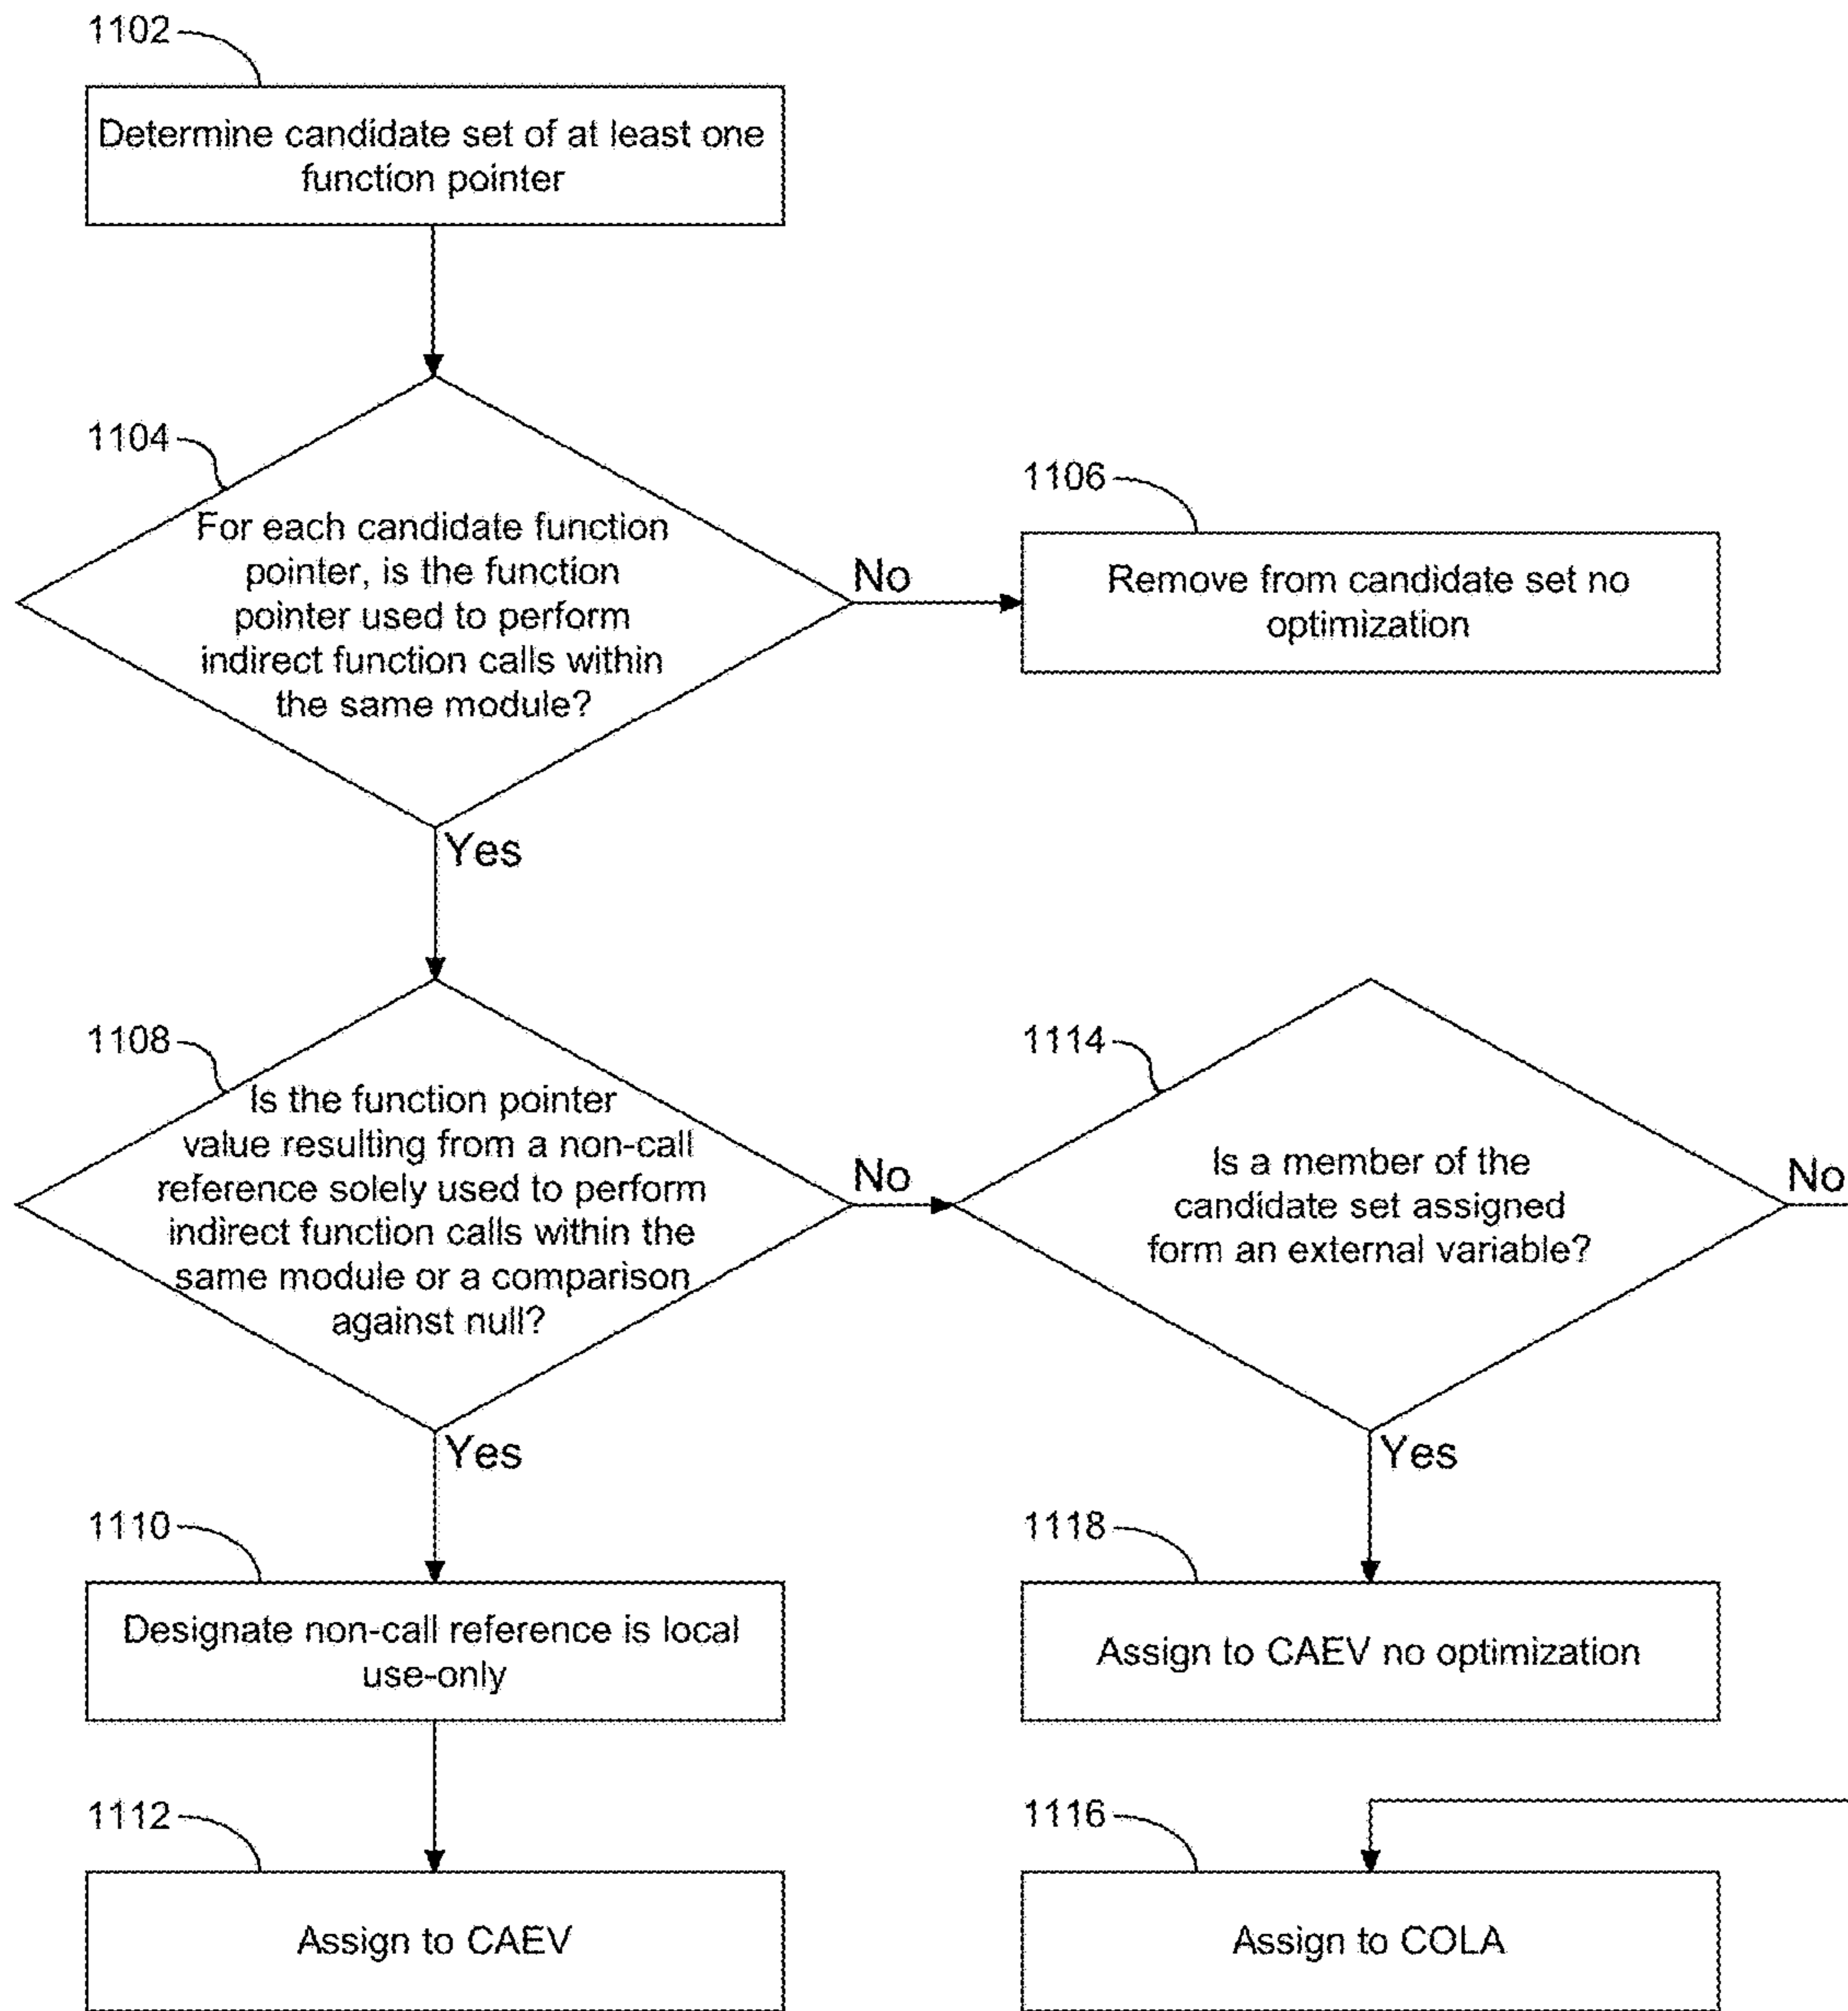 1102
Determine candidate set of at least one
function pointer
1104
For each candidate function
pointer, is the function
pointer used to perform
indirect function calls within
the same module?
No
1106
Remove from candidate set no
optimization
Yes
1108
Is the function pointer
value resulting from a non-call
reference solely used to perform
indirect function calls within the
same module or a comparison
against null?
No
1114
Is a member of the
candidate set assigned
form an external variable?
No
Yes
Yes
1110
Designate non-call reference is local
use-only
1118
Assign to CAEV no optimization
1112
Assign to CAEV
1116
Assign to COLA